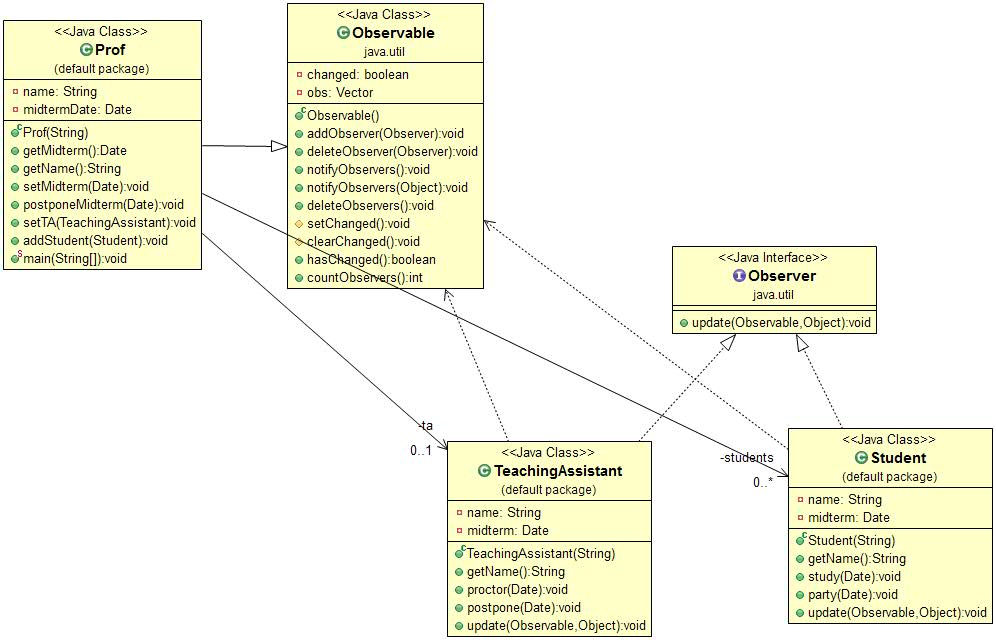 <<Java Class>>
Prof
(default package)
name: String
midtermDate: Date
Prof(String)
getMidterm():Date
getName():String
setMidterm(Date):void
postponeMidterm(Date):void
setTA(TeachingAssistant):void
addStudent(Student):void
main(String[]):void
<<Java Class>>
Observable
java.util
changed: boolean
obs: Vector
Observable()
addObserver(Observer):void
deleteObserver(Observer):void
notifyObservers():void
notifyObservers(Object):void
deleteObservers():void
setChanged():void
clearChanged():void
hasChanged():boolean
countObservers():int
<<Java Interface>>
Observer
java.util
update(Observable,Object):void
-ta
0..1
-students
0..*
<<Java Class>>
TeachingAssistant
(default package)
name: String
midterm: Date
TeachingAssistant(String)
getName():String
proctor(Date):void
postpone(Date):void
update(Observable,Object):void
<<Java Class>>
Student
(default package)
name: String
midterm: Date
Student(String)
getName():String
study(Date):void
party(Date):void
update(Observable,Object):void